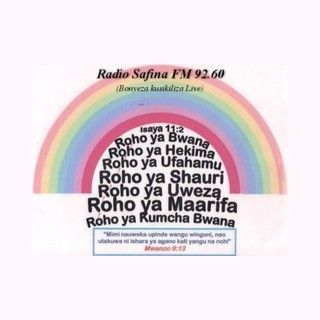 Radio Safina FM 92.60
(Bonyeza kusikiliza Live)
Isaya 11:2
Roho ya Bwana
Roho ya Hekima
Roho ya Ufahamu
Roho ya Shauri
Roho ya Uweza
Roho ya Maarifa
Roho ya Kumcha Bwana
"Mimi nauweka upinde wangu winguni, nao
utakuwa ni ishara ya agano kati yangu na nchi"
Mwanzo 9:13